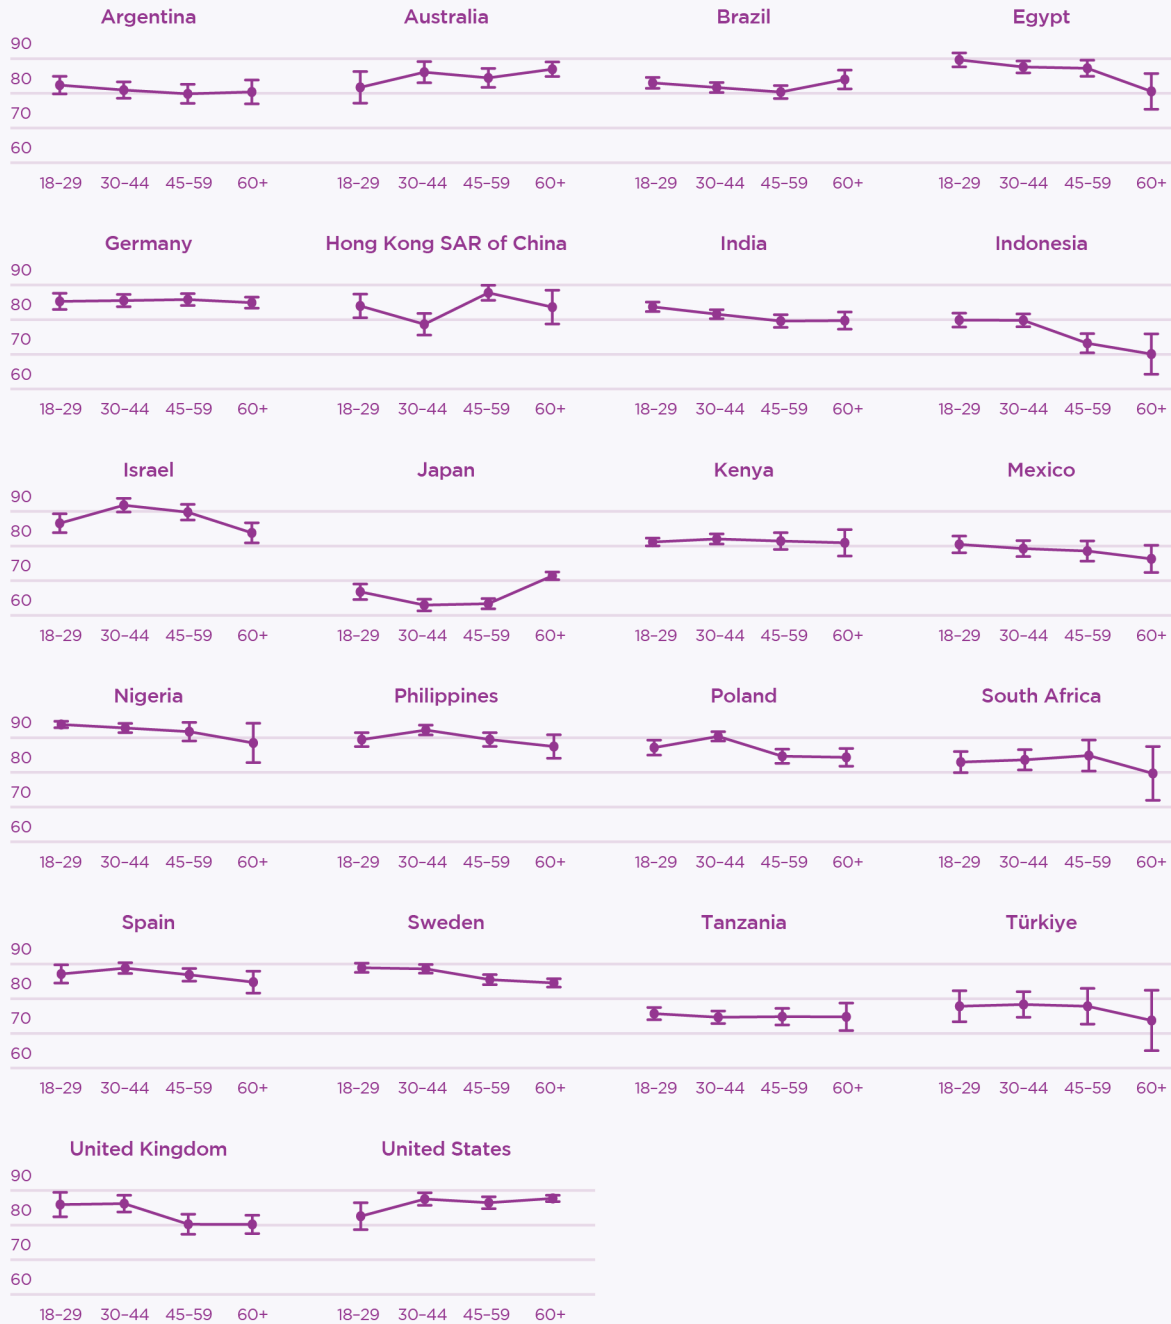 Argentina Australia Brazil Egypt
90
80
70
60
18–29 30–44 45–59 60+ 18–29 30–44 45–59 60+ 18–29 30–44 45–59 60+ 18–29 30–44 45–59 60+
Germany Hong Kong SAR of China India Indonesia
90
80
70
60
18–29 30–44 45–59 60+ 18–29 30–44 45–59 60+ 18–29 30–44 45–59 60+ 18–29 30–44 45–59 60+
Israel Japan Kenya Mexico
90
80
70
60
18–29 30–44 45–59 60+ 18–29 30–44 45–59 60+ 18–29 30–44 45–59 60+ 18–29 30–44 45–59 60+
Nigeria Philippines Poland South Africa
90
80
70
60
18–29 30–44 45–59 60+ 18–29 30–44 45–59 60+ 18–29 30–44 45–59 60+ 18–29 30–44 45–59 60+
Spain Sweden Tanzania Türkiye
90
80
70
60
18–29 30–44 45–59 60+ 18–29 30–44 45–59 60+ 18–29 30–44 45–59 60+ 18–29 30–44 45–59 60+
United Kingdom United States
90
80
70
60
18–29 30–44 45–59 60+ 18–29 30–44 45–59 60+